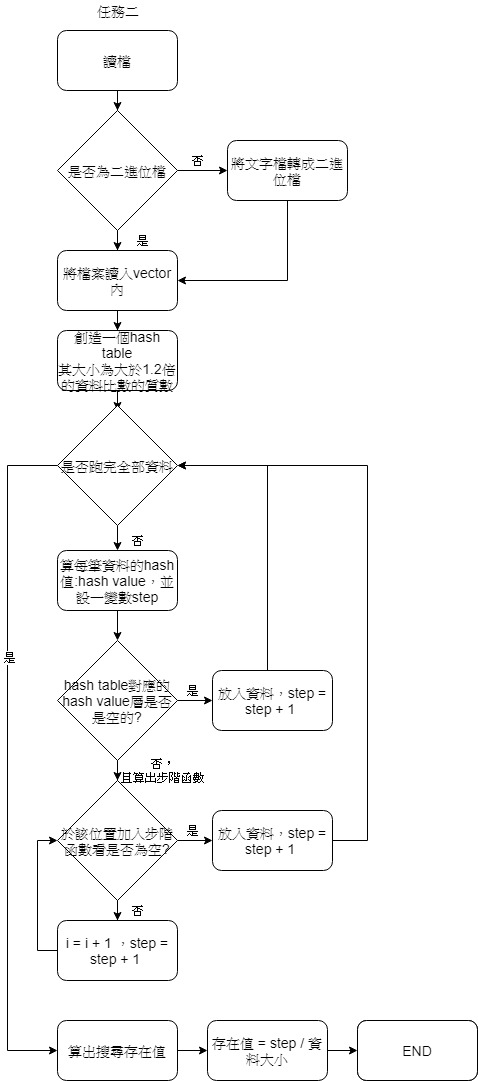 任務二
讀檔
是否為二進位檔
否
將文字檔轉成二進
位檔
是
將檔案讀入vector
內
創造一個hash
table
其大小為大於1.2倍
的資料比數的質數
是否跑完全部資料
否
算每筆資料的hash
值:hash value，並
設一變數step
是
hash table對應的
hash value層是否
是空的?
是
放入資料，step =
step + 1
否，
且算出步階函數
於該位置加入步階
函數看是否為空?
是
放入資料，step =
step + 1
否
i = i + 1 ，step =
step + 1
算出搜尋存在值
存在值 = step / 資
料大小
END